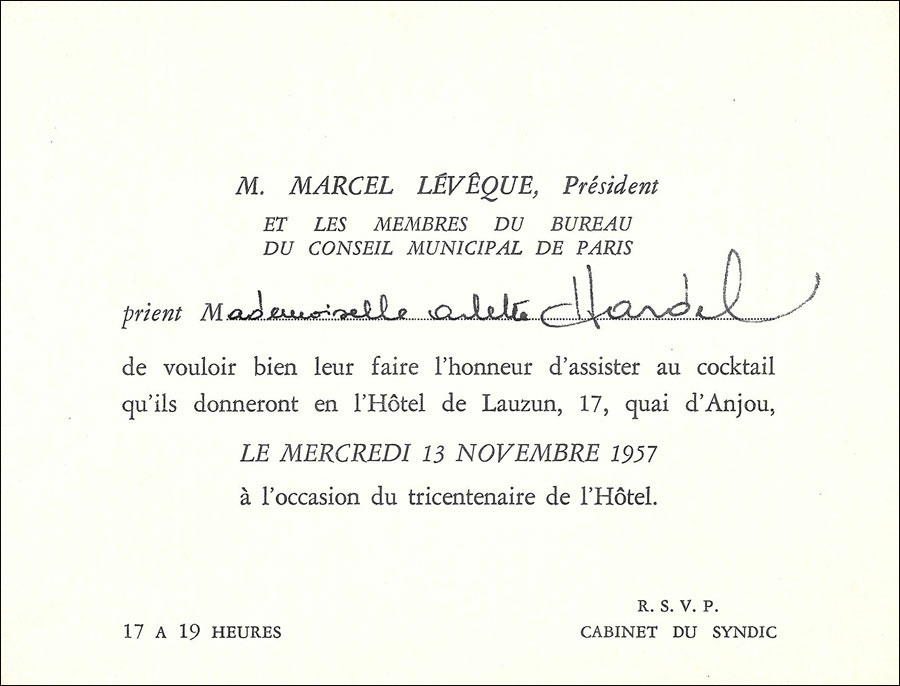 M. MARCEL LÉVÊQUE, Président
ET LES MEMBRES DU BUREAU
DU CONSEIL MUNICIPAL DE PARIS
prient Mademoiselle Arlette Hardel
de vouloir bien leur faire l'honneur d'assister au cocktail
qu'ils donneront en l'Hôtel de Lauzun, 17, quai d'Anjou,
LE MERCREDI 13 NOVEMBRE 1957
à l'occasion du tricentenaire de l'Hôtel.
R. S. V. P.
17 A 19 HEURES CABINET DU SYNDIC